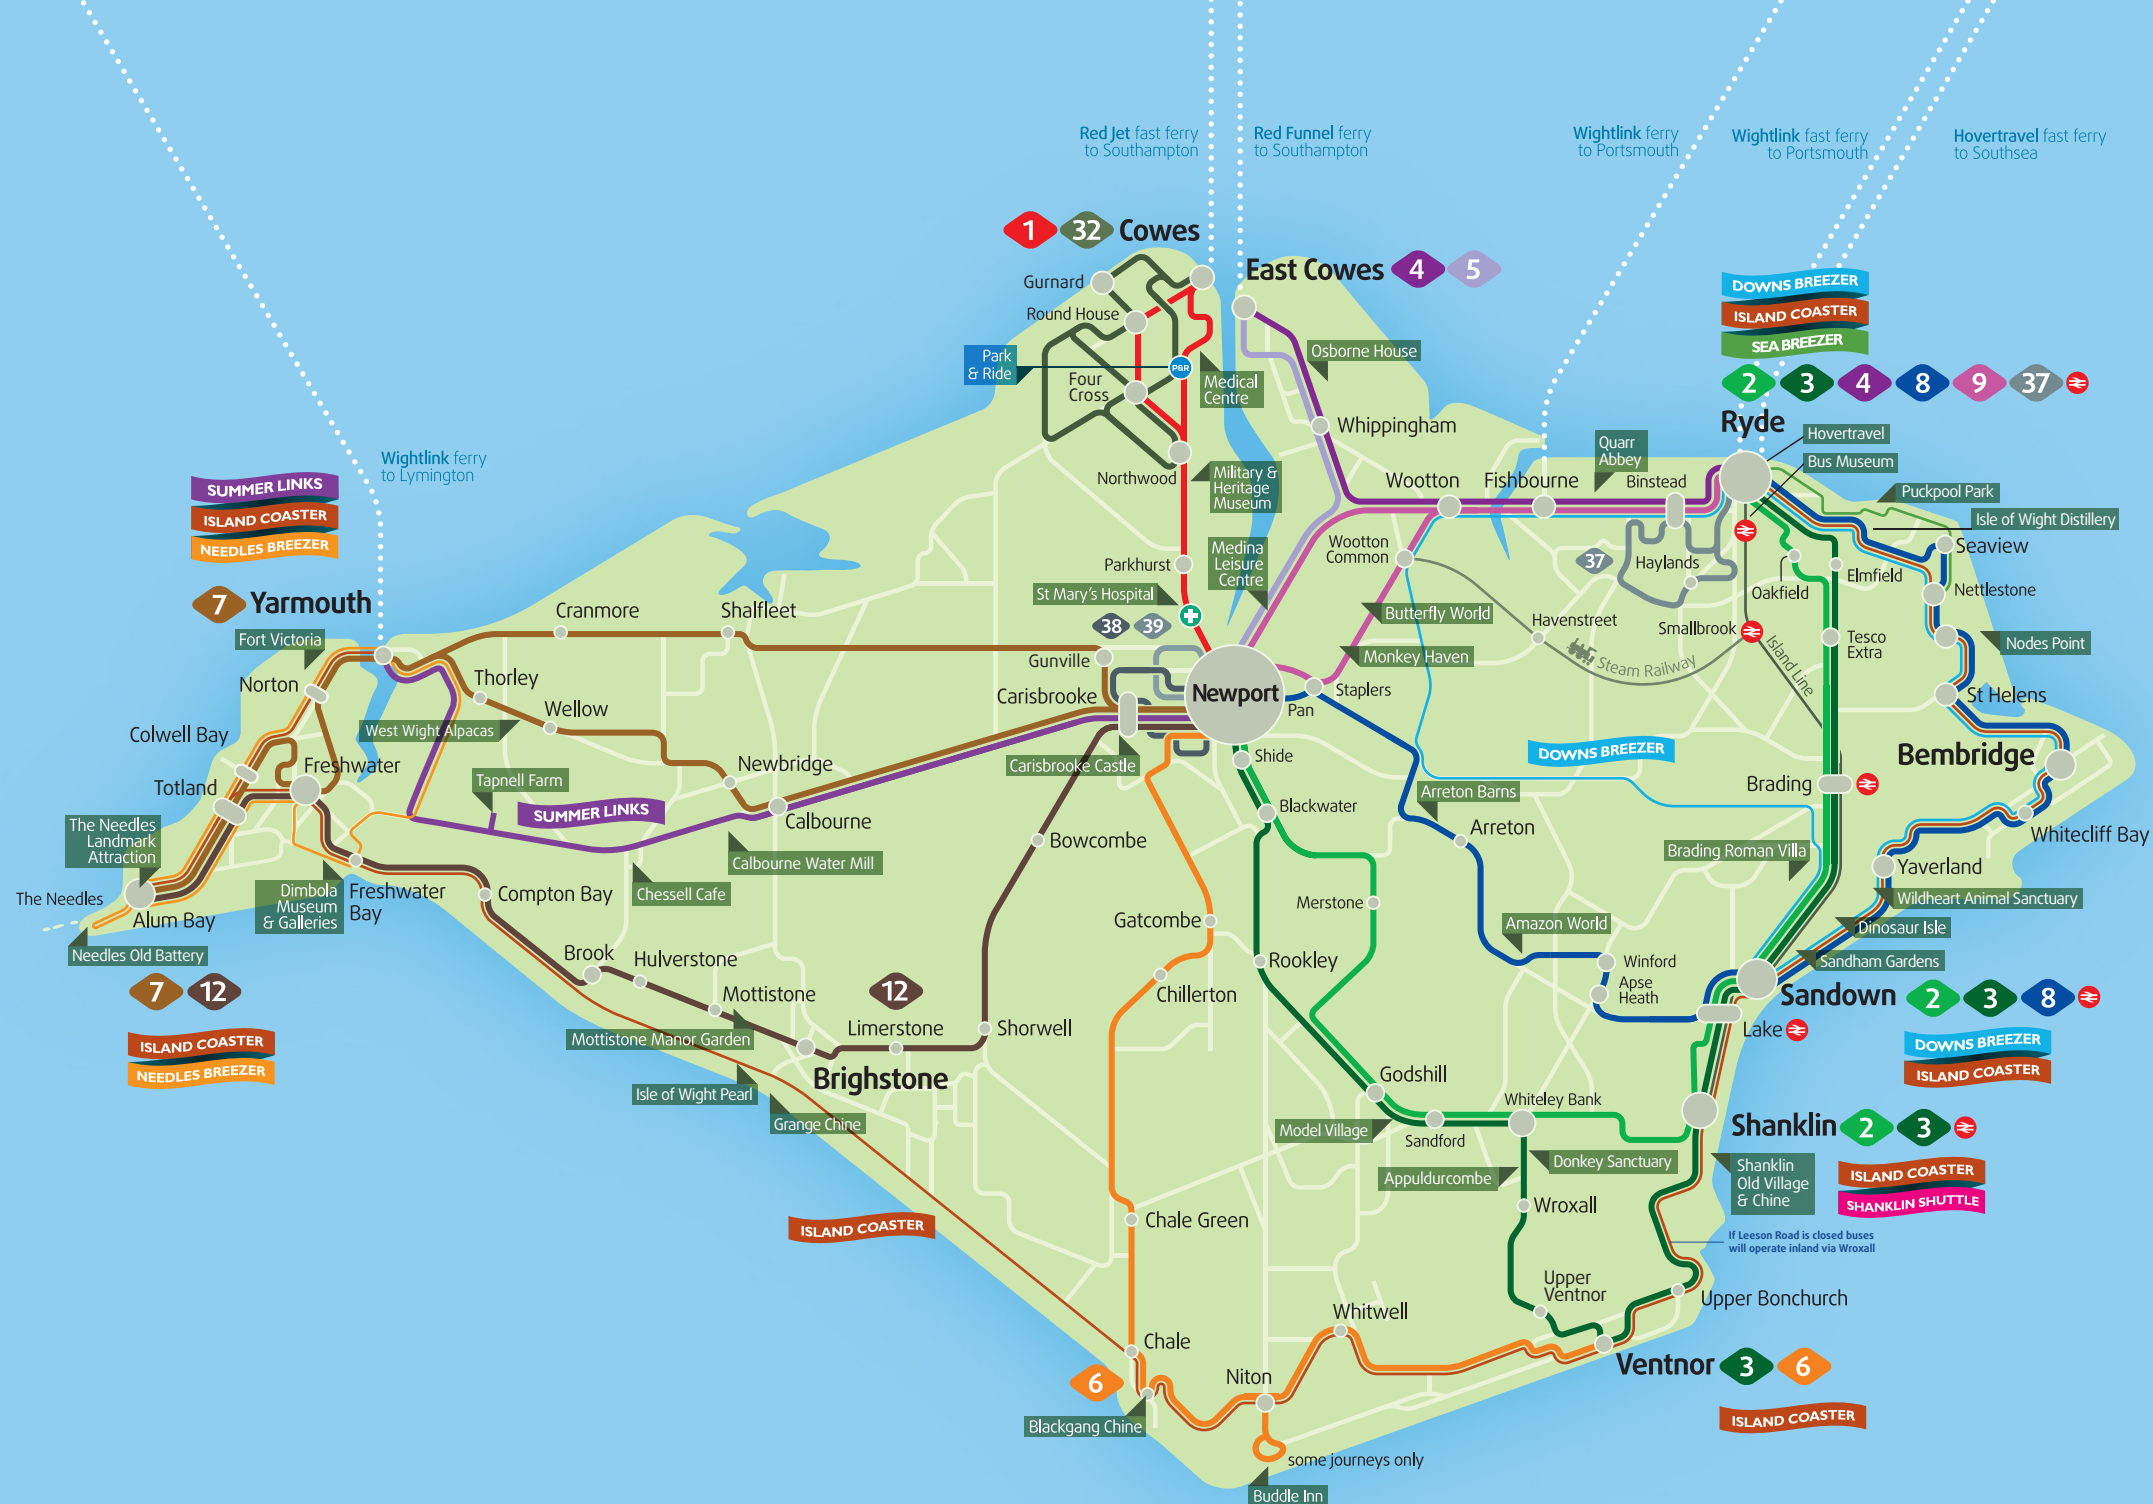 Red Jet fast ferry
to Southampton
Red Funnel ferry
to Southampton
Wightlink ferry
to Portsmouth
Wightlink fast ferry
to Portsmouth
Hovertravel fast ferry
to Southsea
1
32
Cowes
East Cowes
4
5
Gurnard
Round House
Park
& Ride
P&R
Four
Cross
Medical
Centre
Northwood
Military &
Heritage
Museum
Osborne House
Whippingham
DOWNS BREEZER
ISLAND COASTER
SEA BREEZER
2
3
4
8
9
37
Ryde
Hovertravel
Bus Museum
Puckpool Park
Isle of Wight Distillery
Seaview
Nettlestone
Nodes Point
St Helens
Quarr
Abbey
Wootton
Fishbourne
Binstead
Wootton
Common
37
Haylands
Oakfield
Elmfield
Tesco
Extra
Smallbrook
Island Line
Havenstreet
Steam Railway
Wightlink ferry
to Lymington
SUMMER LINKS
ISLAND COASTER
NEEDLES BREEZER
7
Yarmouth
Fort Victoria
Norton
Colwell Bay
Totland
Freshwater
The Needles
Landmark
Attraction
The Needles
Alum Bay
Needles Old Battery
7
12
ISLAND COASTER
NEEDLES BREEZER
Cranmore
Shalfleet
Thorley
Wellow
West Wight Alpacas
Tapnell Farm
SUMMER LINKS
Newbridge
Calbourne
Calbourne Water Mill
Chessell Cafe
Dimbola
Museum
& Galleries
Freshwater
Bay
Compton Bay
Brook
Hulverstone
Mottistone
Mottistone Manor Garden
Isle of Wight Pearl
Grange Chine
12
Limerstone
Brighstone
Shorwell
Bowcombe
ISLAND COASTER
Parkhurst
St Mary's Hospital
Medina
Leisure
Centre
38
39
Gunville
Carisbrooke
Carisbrooke Castle
Newport
Pan
Staplers
Butterfly World
Monkey Haven
Shide
Blackwater
Arreton Barns
Arreton
DOWNS BREEZER
Merstone
Gatcombe
Chillerton
Rookley
Amazon World
Winford
Apse
Heath
Brading
Brading Roman Villa
Bembridge
Whitecliff Bay
Yaverland
Wildheart Animal Sanctuary
Dinosaur Isle
Sandham Gardens
Sandown
2
3
8
Lake
DOWNS BREEZER
ISLAND COASTER
Godshill
Model Village
Sandford
Whiteley Bank
Donkey Sanctuary
Appuldurcombe
Wroxall
Shanklin
2
3
Shanklin
Old Village
& Chine
ISLAND COASTER
SHANKLIN SHUTTLE
If Leeson Road is closed buses
will operate inland via Wroxall
Upper
Ventnor
Upper Bonchurch
Ventnor
3
6
ISLAND COASTER
Chale Green
Chale
6
Blackgang Chine
Niton
Whitwell
some journeys only
Buddle Inn